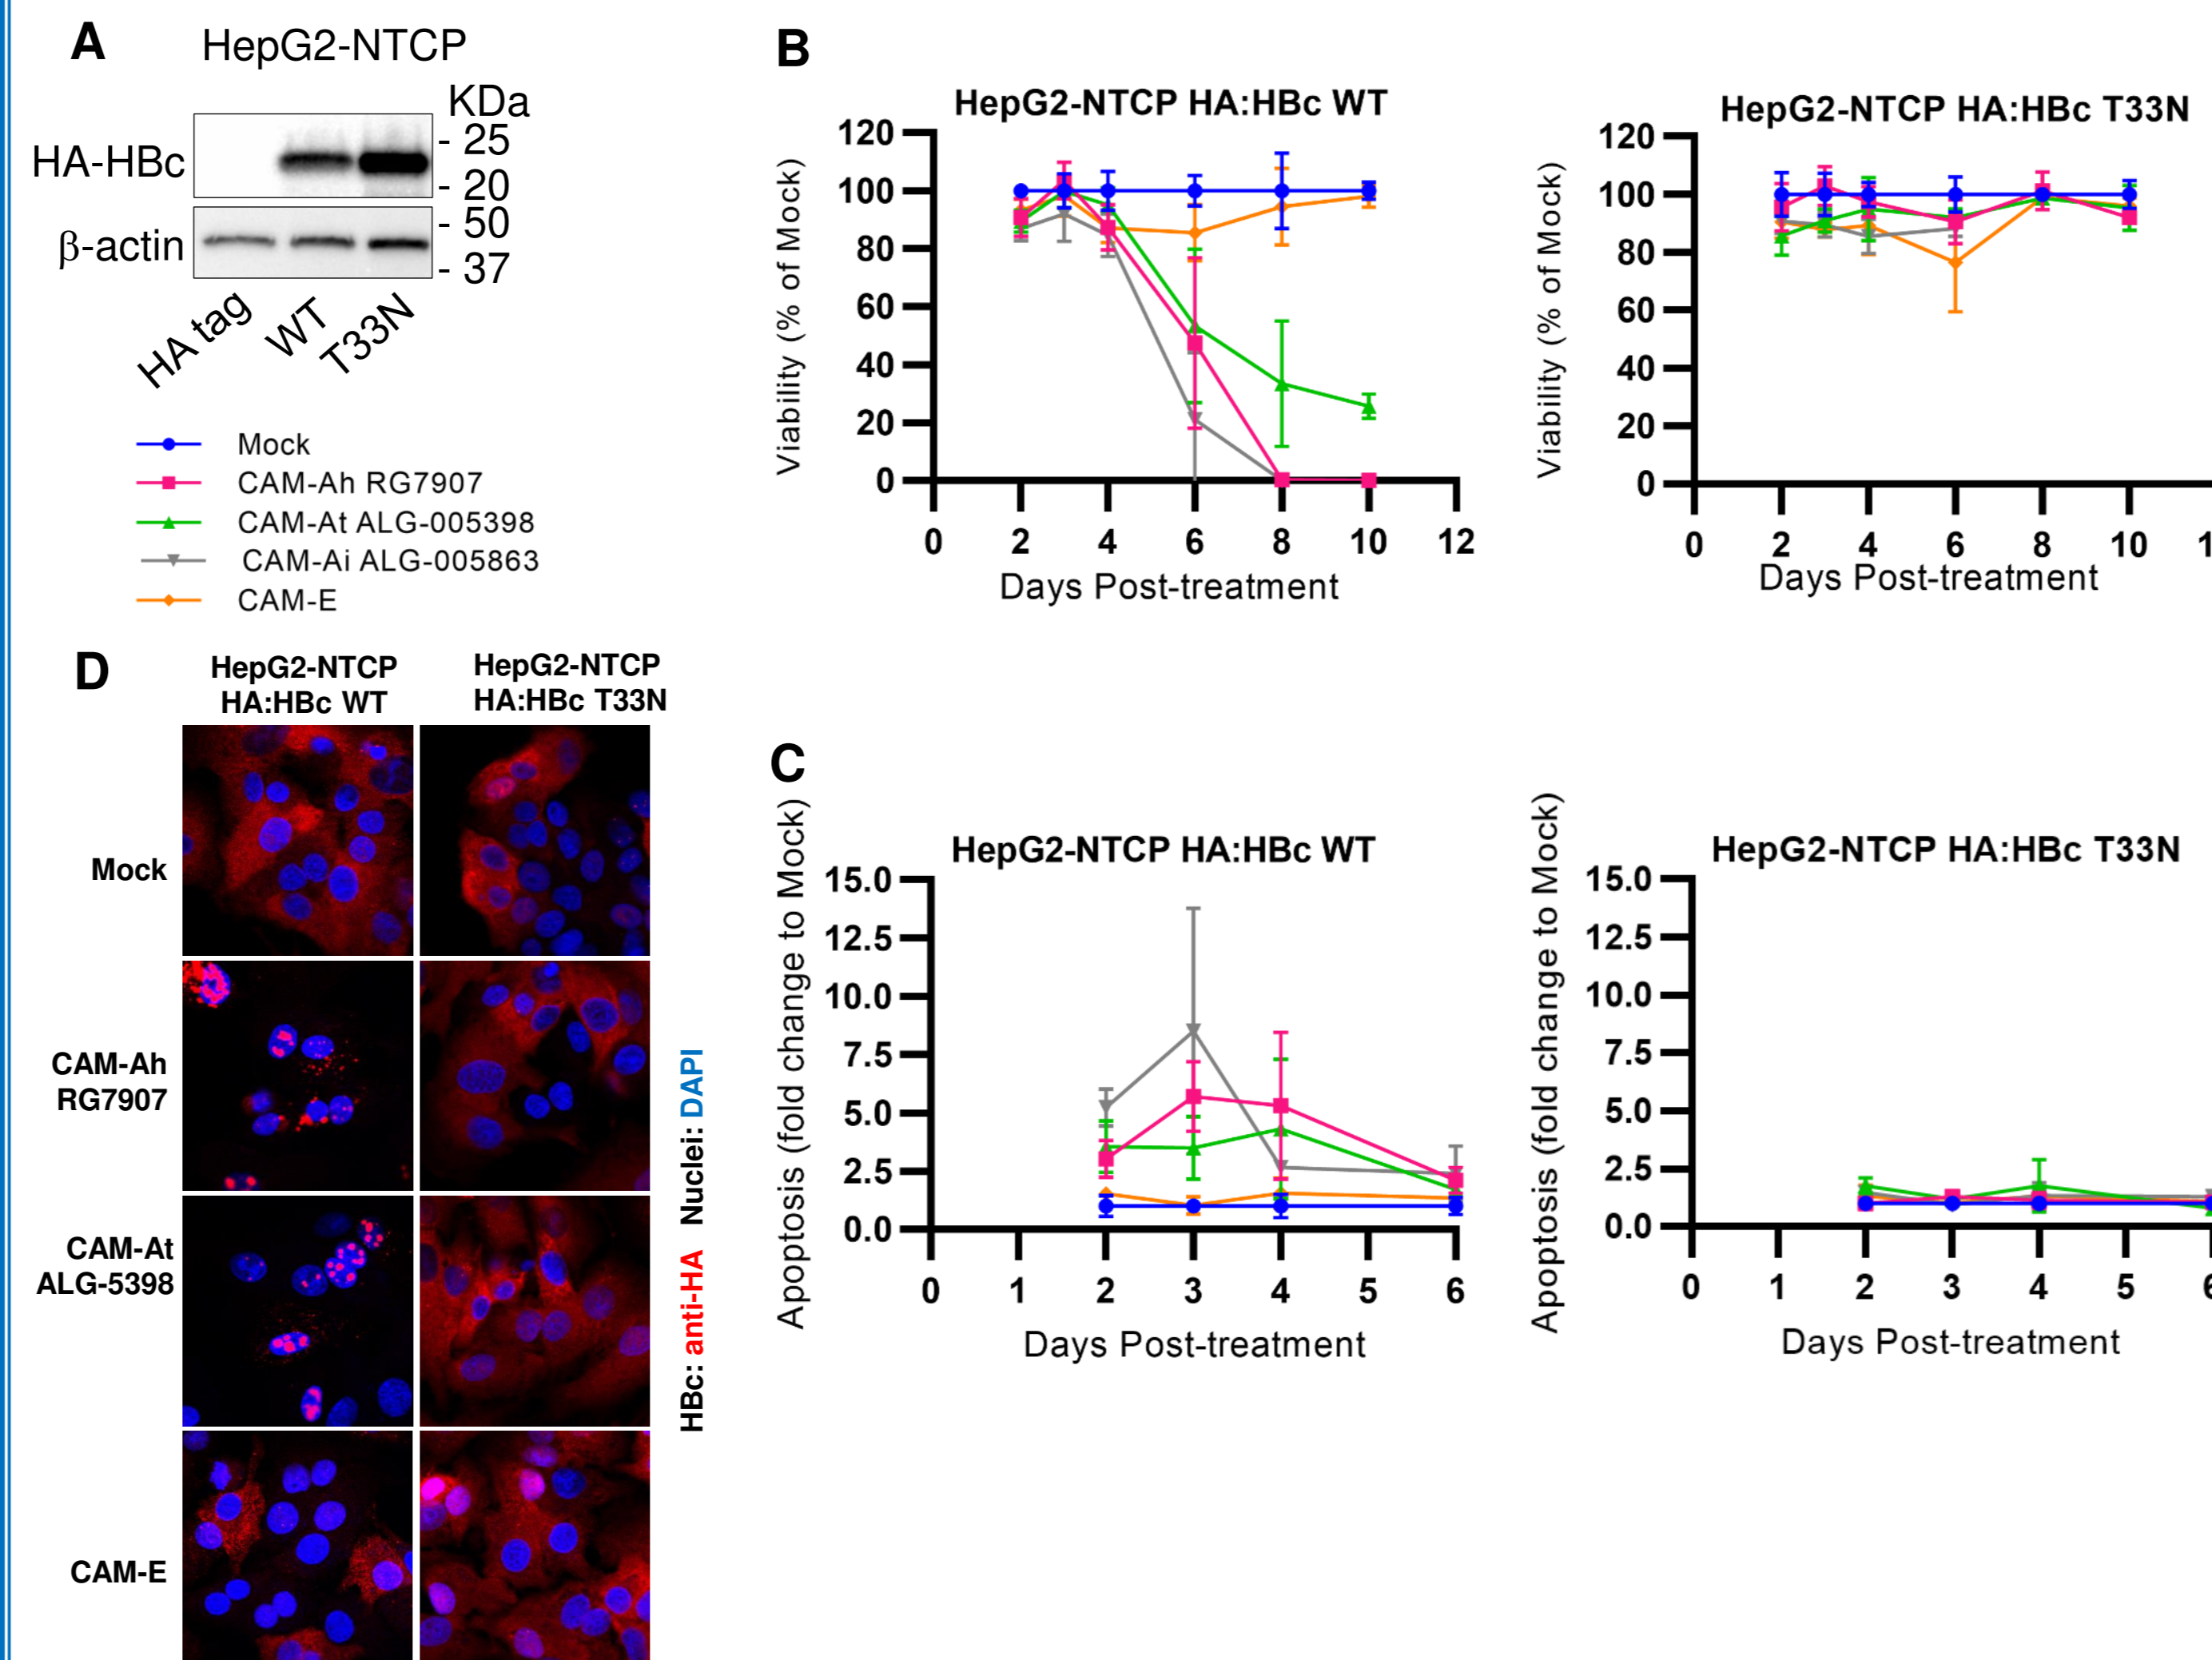 A
HepG2-NTCP
KDa
HA-HBc
- 25
- 20
β-actin
- 50
- 37
HA tag
WT
T33N
Mock
CAM-Ah RG7907
CAM-At ALG-005398
CAM-Ai ALG-005863
CAM-E
B
HepG2-NTCP HA:HBc WT
Viability (% of Mock)
120
100
80
60
40
20
0
0 2 4 6 8 10 12
Days Post-treatment
HepG2-NTCP HA:HBc T33N
Viability (% of Mock)
120
100
80
60
40
20
0
0 2 4 6 8 10 1
Days Post-treatment
D
HepG2-NTCP
HA:HBc WT
HepG2-NTCP
HA:HBc T33N
Mock
CAM-Ah
RG7907
CAM-At
ALG-5398
CAM-E
HBc: anti-HA Nuclei: DAPI
C
HepG2-NTCP HA:HBc WT
Apoptosis (fold change to Mock)
15.0
12.5
10.0
7.5
5.0
2.5
0.0
0 1 2 3 4 5 6
Days Post-treatment
HepG2-NTCP HA:HBc T33N
Apoptosis (fold change to Mock)
15.0
12.5
10.0
7.5
5.0
2.5
0.0
0 1 2 3 4 5 6
Days Post-treatment